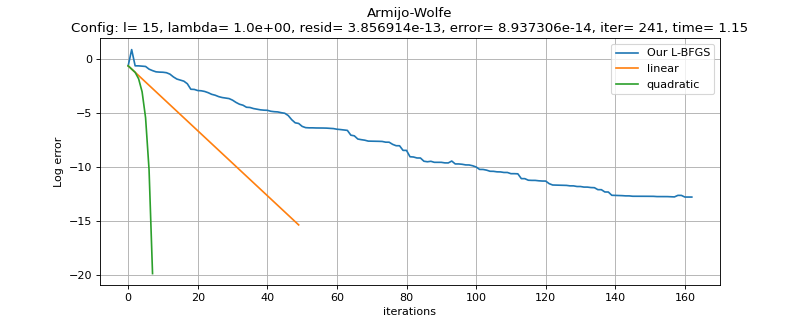 Armijo-Wolfe
Config: l= 15, lambda= 1.0e+00, resid= 3.856914e-13, error= 8.937306e-14, iter= 241, time= 1.15
Our L-BFGS
linear
quadratic
Log error
0
−5
−10
−15
−20
0 20 40 60 80 100 120 140 160
iterations